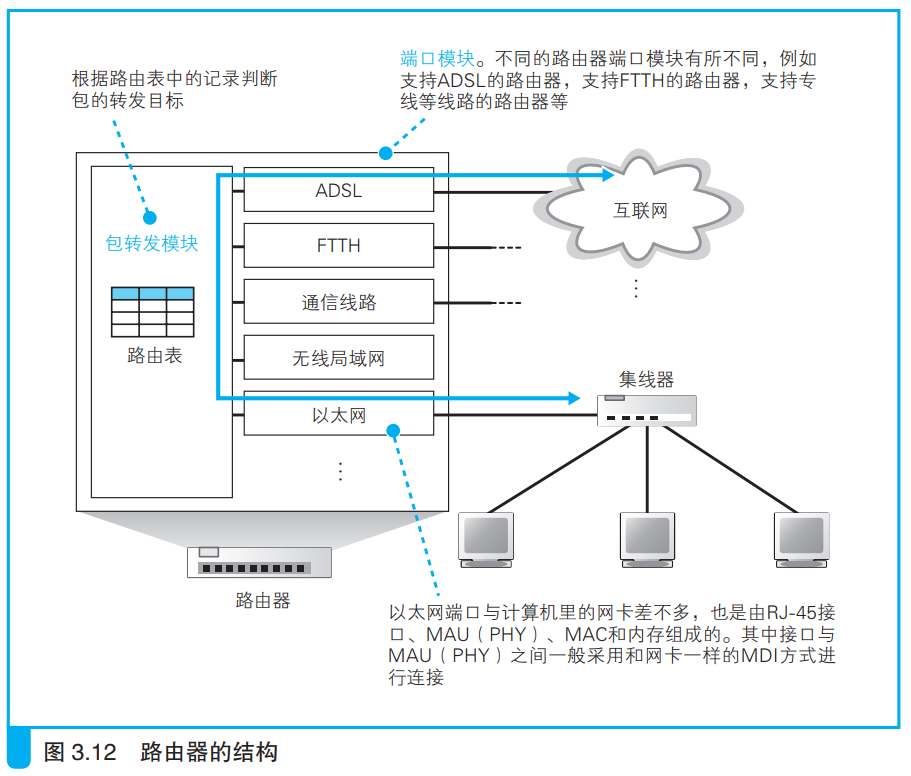 根据路由表中的记录判断
包的转发目标
端口模块。不同的路由器端口模块有所不同，例如
支持ADSL的路由器，支持FTTH的路由器，支持专
线等线路的路由器等
ADSL
互联网
包转发模块
FTTH
⋮
通信线路
路由表
无线局域网
集线器
以太网
⋮
路由器
以太网端口与计算机里的网卡差不多，也是由RJ-45接
口、MAU（PHY）、MAC和内存组成的。其中接口与
MAU（PHY）之间一般采用和网卡一样的MDI方式进
行连接
图 3.12 路由器的结构